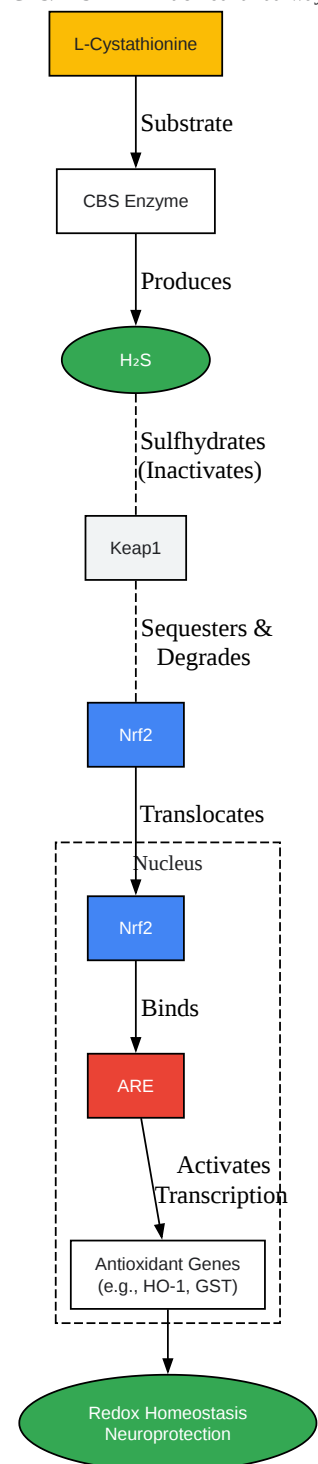 L-Cystathionine
Substrate
CBS Enzyme
Produces
H₂S
Sulfhydrates
(Inactivates)
Keap1
Sequesters &
Degrades
Nrf2
Translocates
Nucleus
Nrf2
Binds
ARE
Activates
Transcription
Antioxidant Genes
(e.g., HO-1, GST)
Redox Homeostasis
Neuroprotection